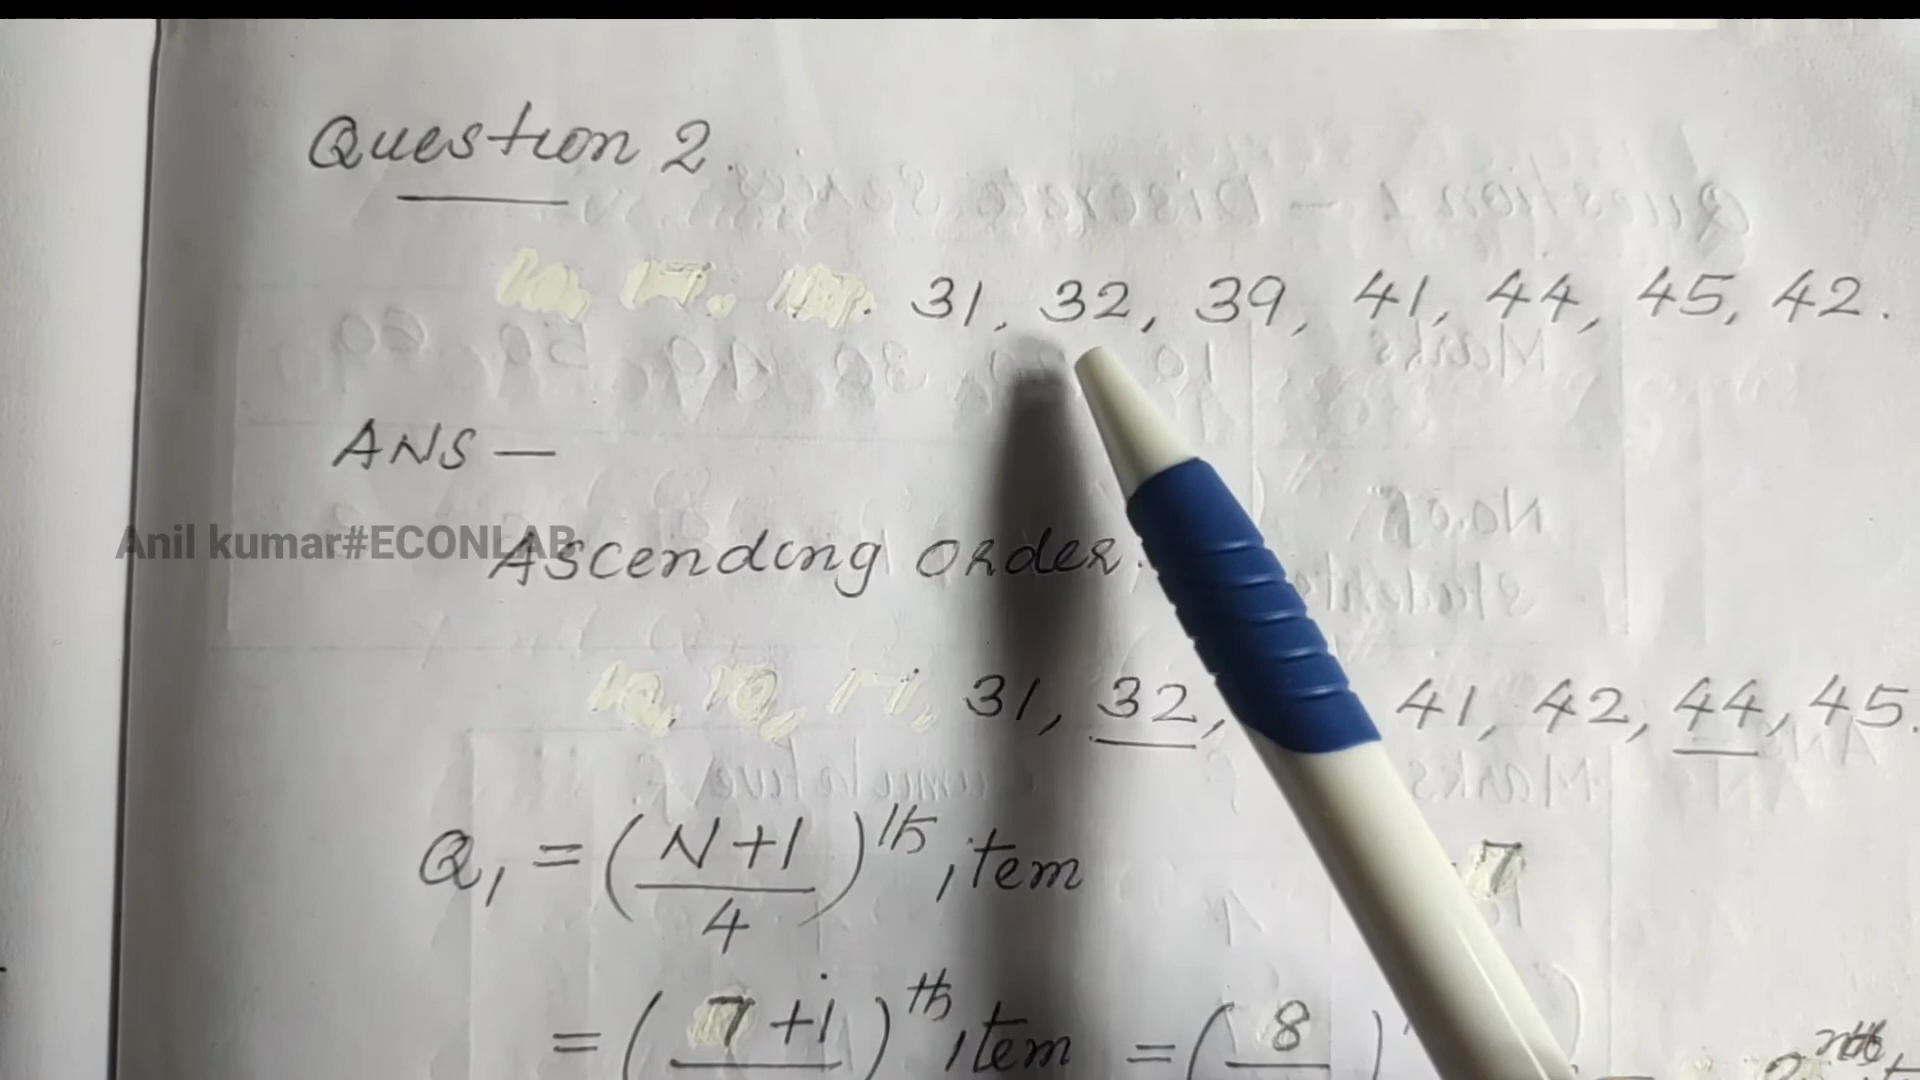 Question 2.
31, 32, 39, 41, 44, 45, 42.
ANS —
Anil kumar#ECONLAB
Ascending order.
31, 32, 41, 42, 44, 45.
Q1 = (N+1 / 4)th item
= (7+1 )th item = ( 8 )